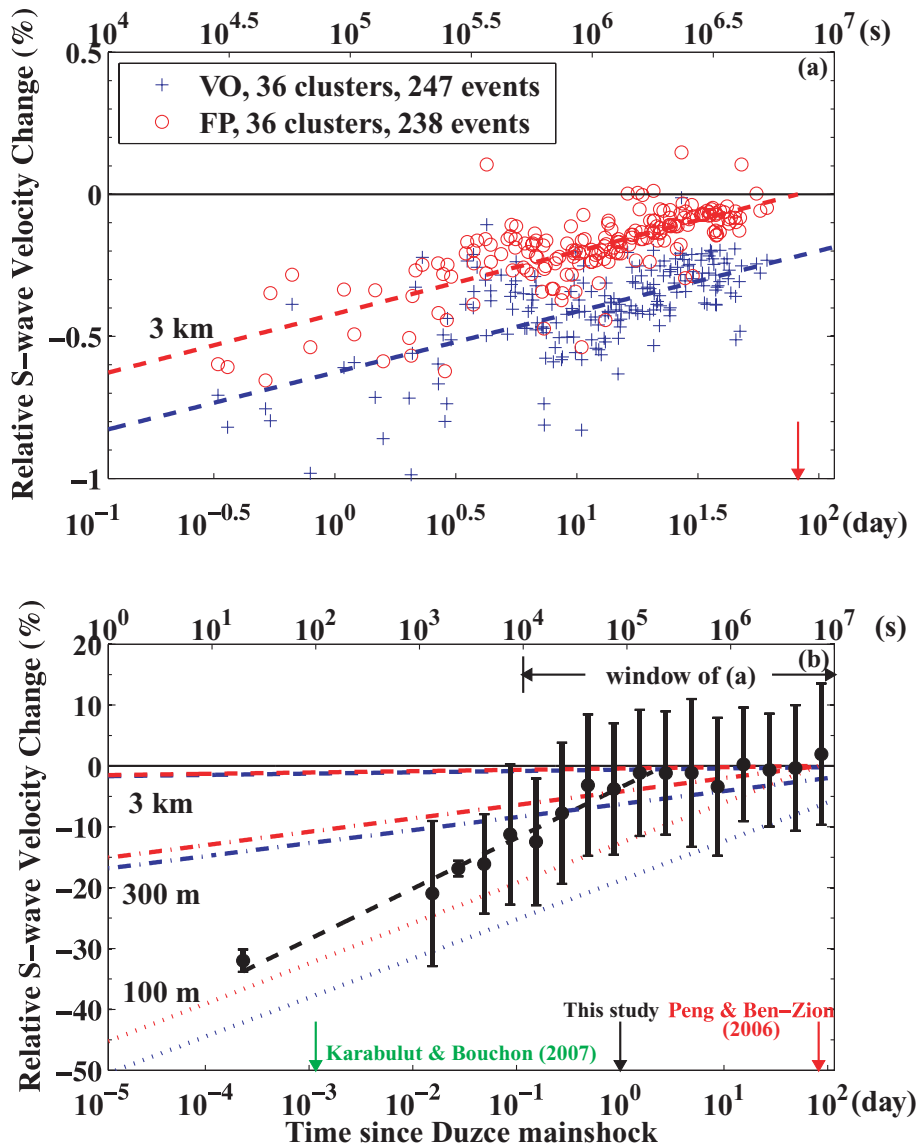 10^4 10^4.5 10^5 10^5.5 10^6 10^6.5 10^7 (s)
Relative S−wave Velocity Change (%)
0.5
0
−0.5
−1
(a)
VO, 36 clusters, 247 events
FP, 36 clusters, 238 events
3 km
10^−1 10^−0.5 10^0 10^0.5 10^1 10^1.5 10^2 (day)
10^0 10^1 10^2 10^3 10^4 10^5 10^6 10^7 (s)
Relative S−wave Velocity Change (%)
20
10
0
−10
−20
−30
−40
−50
(b)
window of (a)
3 km
300 m
100 m
This study
Peng & Ben−Zion
(2006)
Karabulut & Bouchon (2007)
10^−5 10^−4 10^−3 10^−2 10^−1 10^0 10^1 10^2 (day)
Time since Duzce mainshock